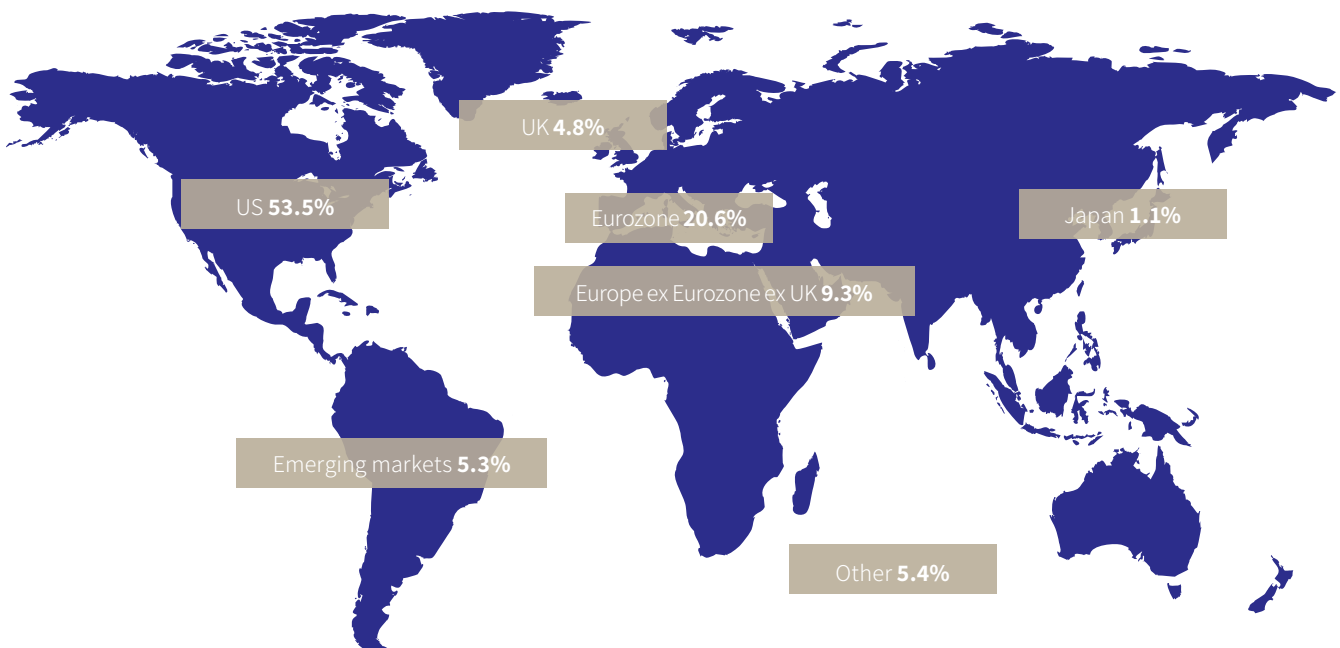 UK 4.8%
US 53.5%
Eurozone 20.6%
Japan 1.1%
Europe ex Eurozone ex UK 9.3%
Emerging markets 5.3%
Other 5.4%